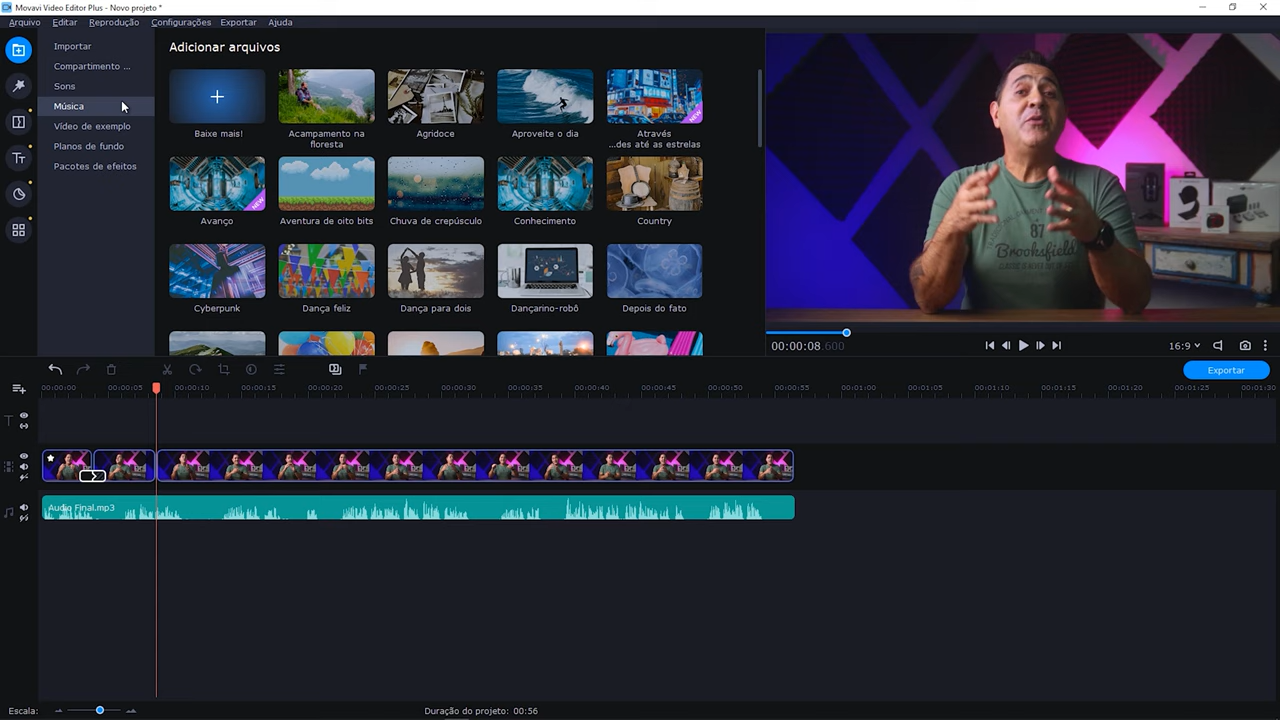 Movavi Video Editor Plus - Novo projeto *
Arquivo Editar Reprodução Configurações Exportar Ajuda
Importar
Compartimento ...
Sons
Música
Vídeo de exemplo
Planos de fundo
Pacotes de efeitos
Adicionar arquivos
Baixe mais!
Acampamento na
floresta
Agridoce
Aproveite o dia
Através
...des até as estrelas
NEW
Avanço
NEW
Aventura de oito bits
Chuva de crepúsculo
Conhecimento
Country
Cyberpunk
Dança feliz
Dança para dois
Dançarino-robô
Depois do fato
87
Brooksfield
00:00:08.600
16:9
Exportar
00:00:00 00:00:05 00:00:10 00:00:15 00:00:20 00:00:25 00:00:30 00:00:35 00:00:40 00:00:45 00:00:50 00:00:55 00:01:00 00:01:05 00:01:10 00:01:15 00:01:20 00:01:25 00:01:30
Audio Final.mp3
Escala:
Duração do projeto: 00:56